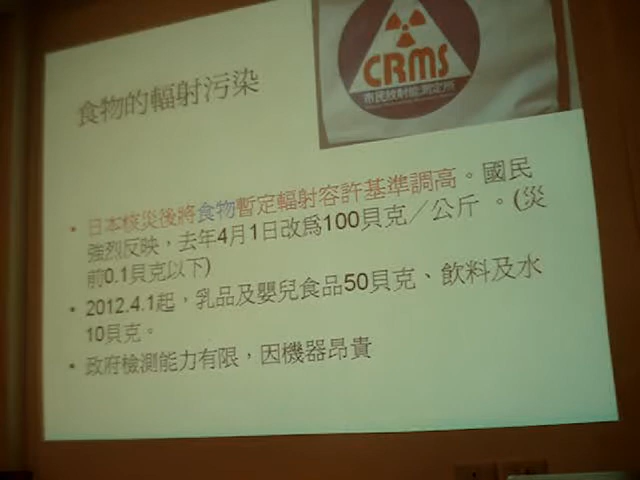 食物的輻射污染
CRMS
市民放射能測定所
• 日本核災後將食物暫定輻射容許基準調高。國民
強烈反映，去年4月1日改為100貝克／公斤 。(災
前0.1貝克以下)
• 2012.4.1起，乳品及嬰兒食品50貝克、飲料及水
10貝克。
• 政府檢測能力有限，因機器昂貴